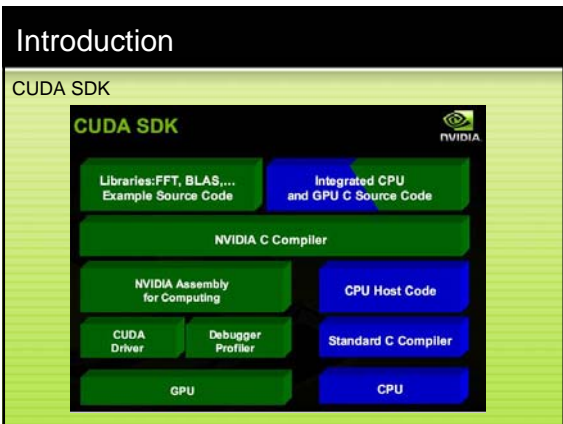 Introduction
CUDA SDK
CUDA SDK
NVIDIA
Libraries:FFT, BLAS,...
Example Source Code
Integrated CPU
and GPU C Source Code
NVIDIA C Compiler
NVIDIA Assembly
for Computing
CPU Host Code
CUDA
Driver
Debugger
Profiler
Standard C Compiler
GPU
CPU